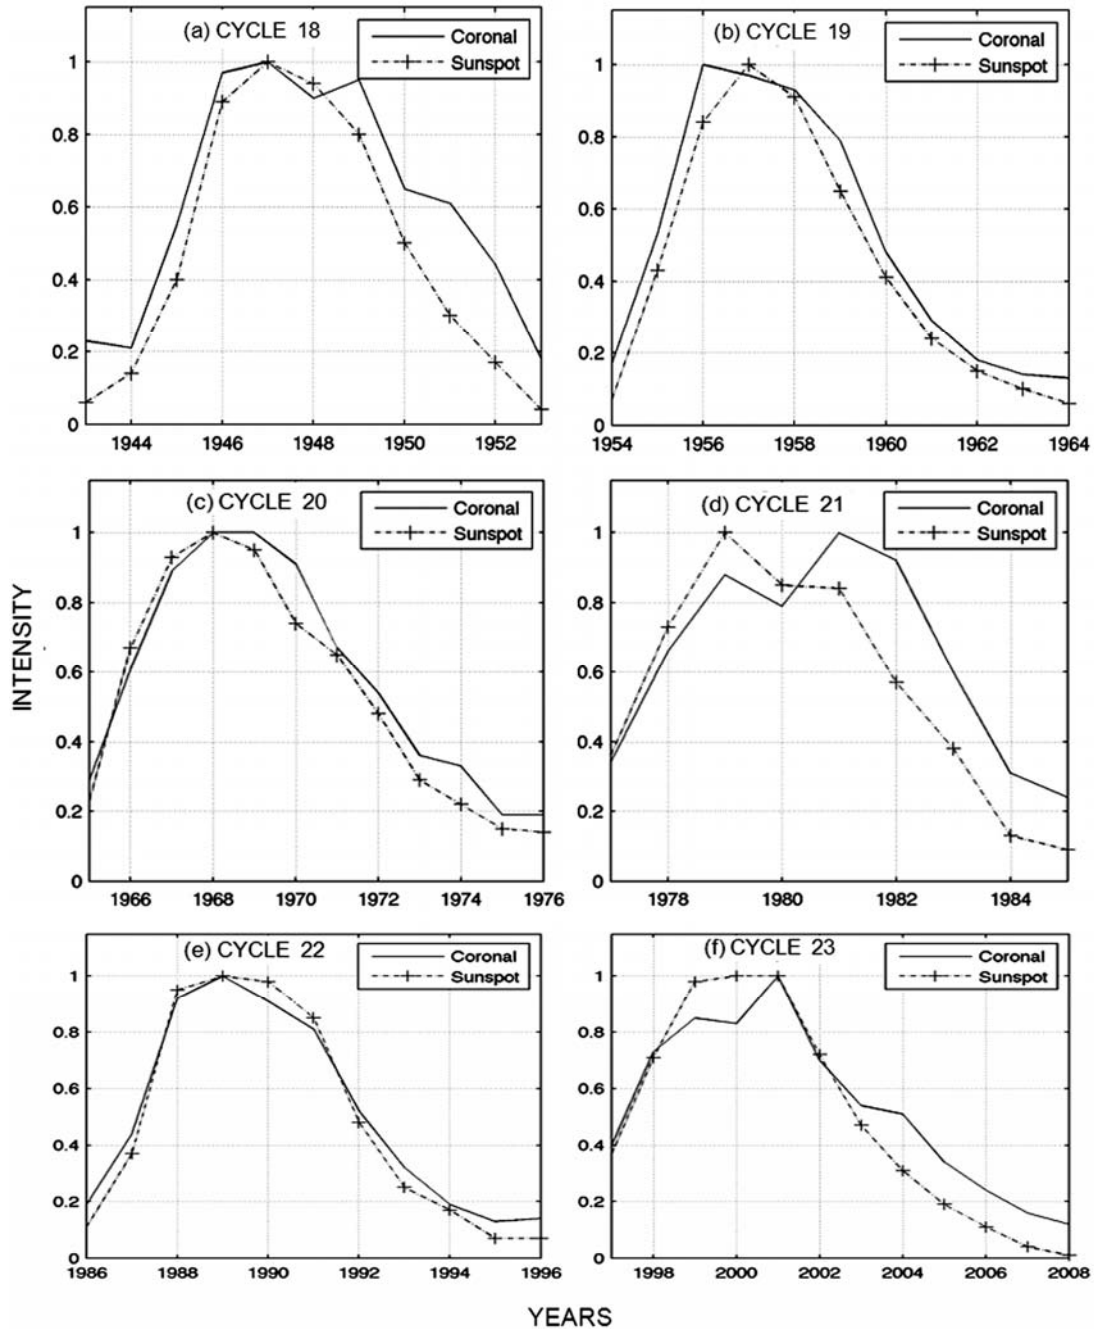 (a) CYCLE 18
Coronal
Sunspot
1
0.8
0.6
0.4
0.2
0
1944 1946 1948 1950 1952
(b) CYCLE 19
Coronal
Sunspot
1
0.8
0.6
0.4
0.2
0
1954 1956 1958 1960 1962 1964
(c) CYCLE 20
Coronal
Sunspot
1
0.8
0.6
0.4
0.2
0
1966 1968 1970 1972 1974 1976
(d) CYCLE 21
Coronal
Sunspot
1
0.8
0.6
0.4
0.2
0
1978 1980 1982 1984
INTENSITY
(e) CYCLE 22
Coronal
Sunspot
1
0.8
0.6
0.4
0.2
0
1986 1988 1990 1992 1994 1996
(f) CYCLE 23
Coronal
Sunspot
1
0.8
0.6
0.4
0.2
0
1998 2000 2002 2004 2006 2008
YEARS